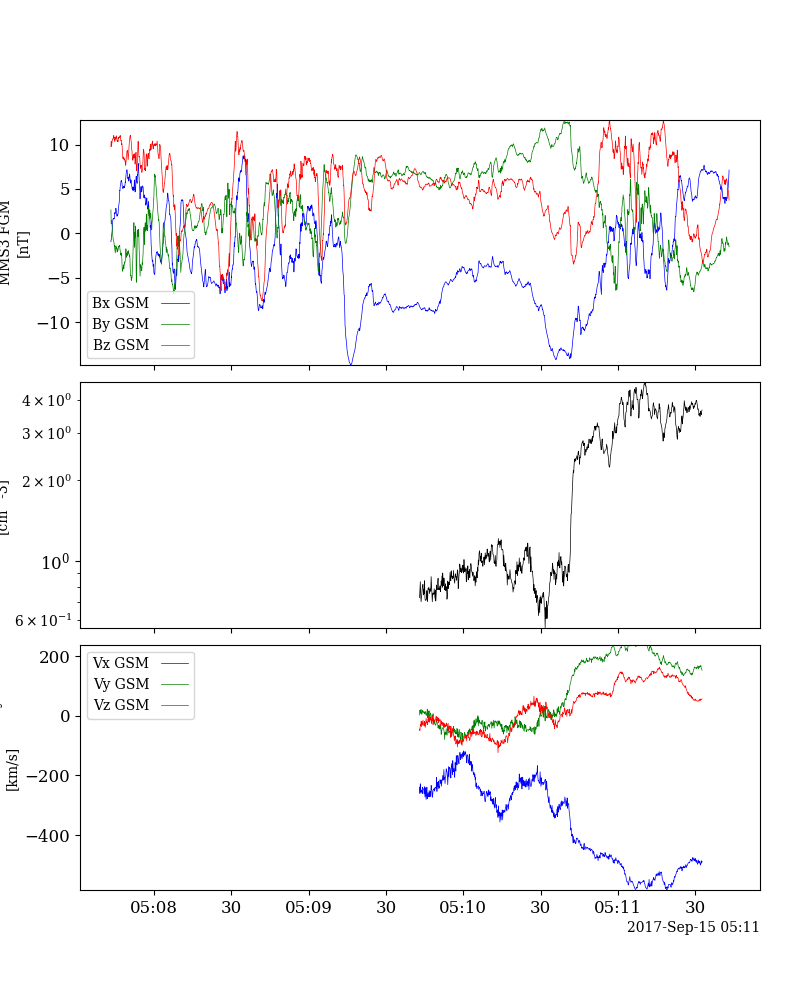 10
5
0
−5
−10
MMS3 FGM
[nT]
Bx GSM
By GSM
Bz GSM
4 × 10⁰
3 × 10⁰
2 × 10⁰
10⁰
6 × 10⁻¹
[cm -3]
200
0
−200
−400
[km/s]
Vx GSM
Vy GSM
Vz GSM
05:08 30 05:09 30 05:10 30 05:11 30
2017-Sep-15 05:11